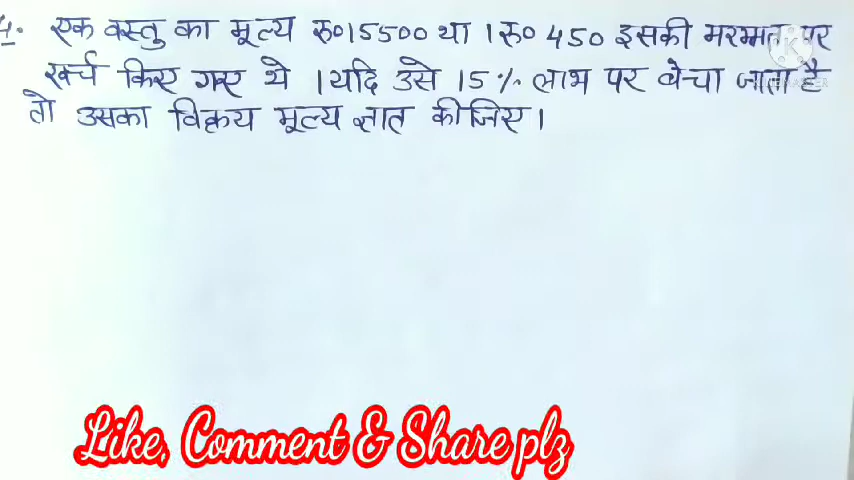 4. एक वस्तु का मूल्य रु० 15500 था । रु० 450 इसकी मरम्मत पर
खर्च किए गए थे । यदि उसे 15% लाभ पर बेचा जाता है
तो उसका विक्रय मूल्य ज्ञात कीजिए ।
Like, Comment & Share plz